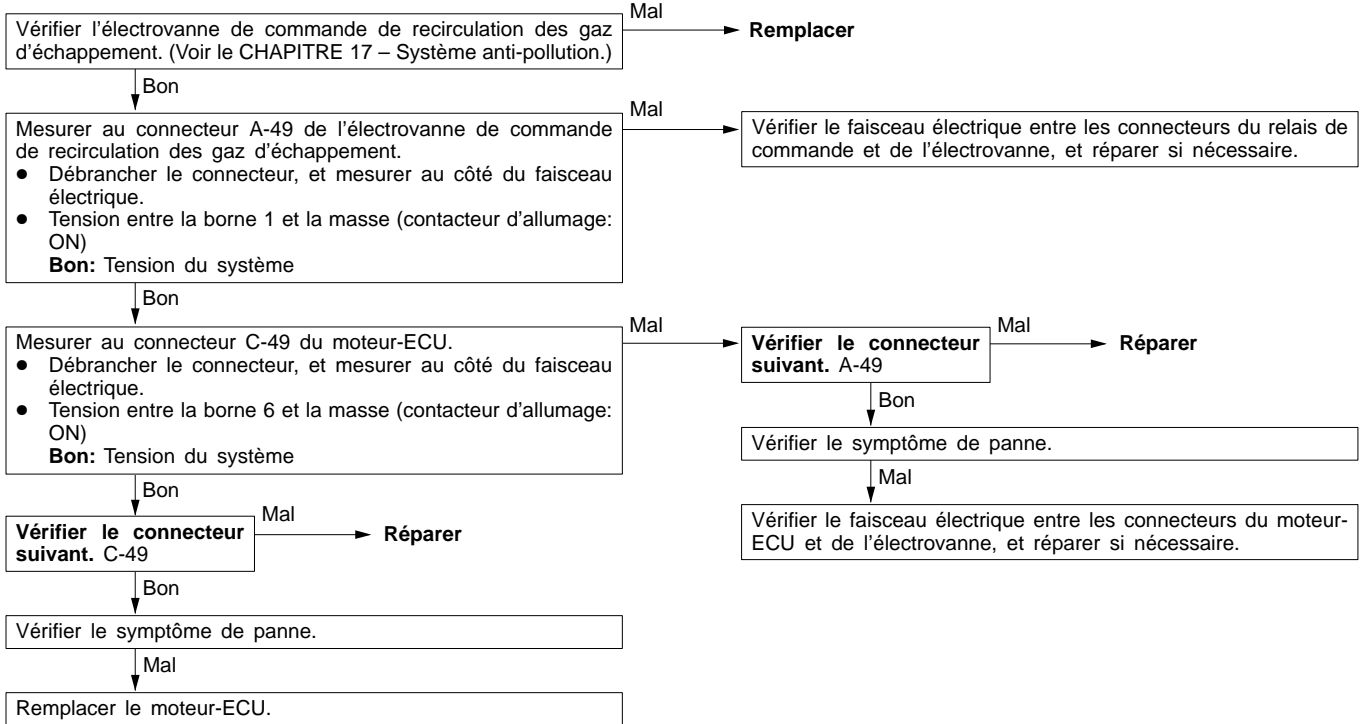 Vérifier l'électrovanne de commande de recirculation des gaz
d'échappement. (Voir le CHAPITRE 17 – Système anti-pollution.)
Mal
Remplacer
Bon
Mesurer au connecteur A-49 de l'électrovanne de commande
de recirculation des gaz d'échappement.
● Débrancher le connecteur, et mesurer au côté du faisceau
électrique.
● Tension entre la borne 1 et la masse (contacteur d'allumage:
ON)
Bon: Tension du système
Mal
Vérifier le faisceau électrique entre les connecteurs du relais de
commande et de l'électrovanne, et réparer si nécessaire.
Bon
Mesurer au connecteur C-49 du moteur-ECU.
● Débrancher le connecteur, et mesurer au côté du faisceau
électrique.
● Tension entre la borne 6 et la masse (contacteur d'allumage:
ON)
Bon: Tension du système
Mal
Vérifier le connecteur
suivant. A-49
Mal
Réparer
Bon
Vérifier le symptôme de panne.
Mal
Vérifier le faisceau électrique entre les connecteurs du moteur-
ECU et de l'électrovanne, et réparer si nécessaire.
Bon
Vérifier le connecteur
suivant. C-49
Mal
Réparer
Bon
Vérifier le symptôme de panne.
Mal
Remplacer le moteur-ECU.